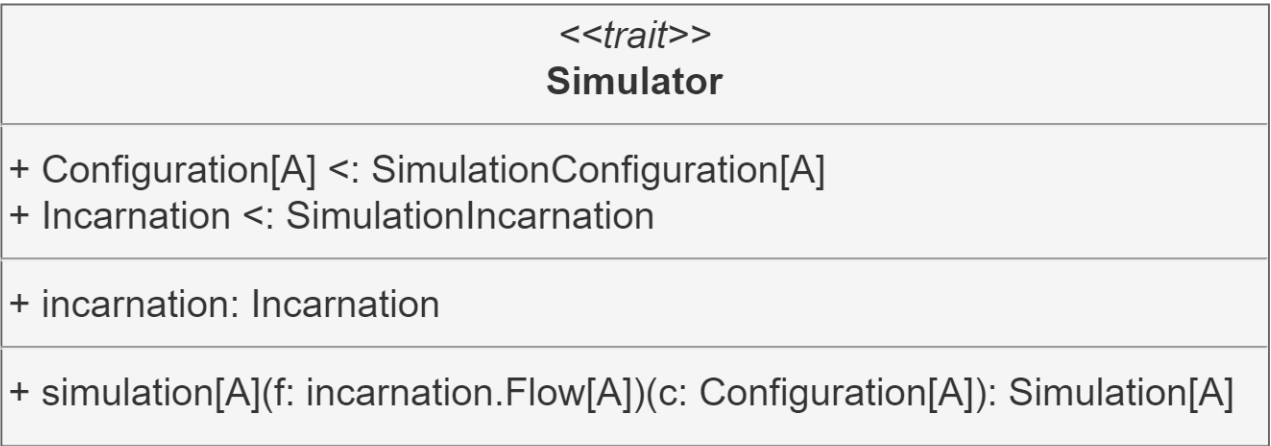 <<trait>>
Simulator
+ Configuration[A] <: SimulationConfiguration[A]
+ Incarnation <: SimulationIncarnation
+ incarnation: Incarnation
+ simulation[A](f: incarnation.Flow[A])(c: Configuration[A]): Simulation[A]